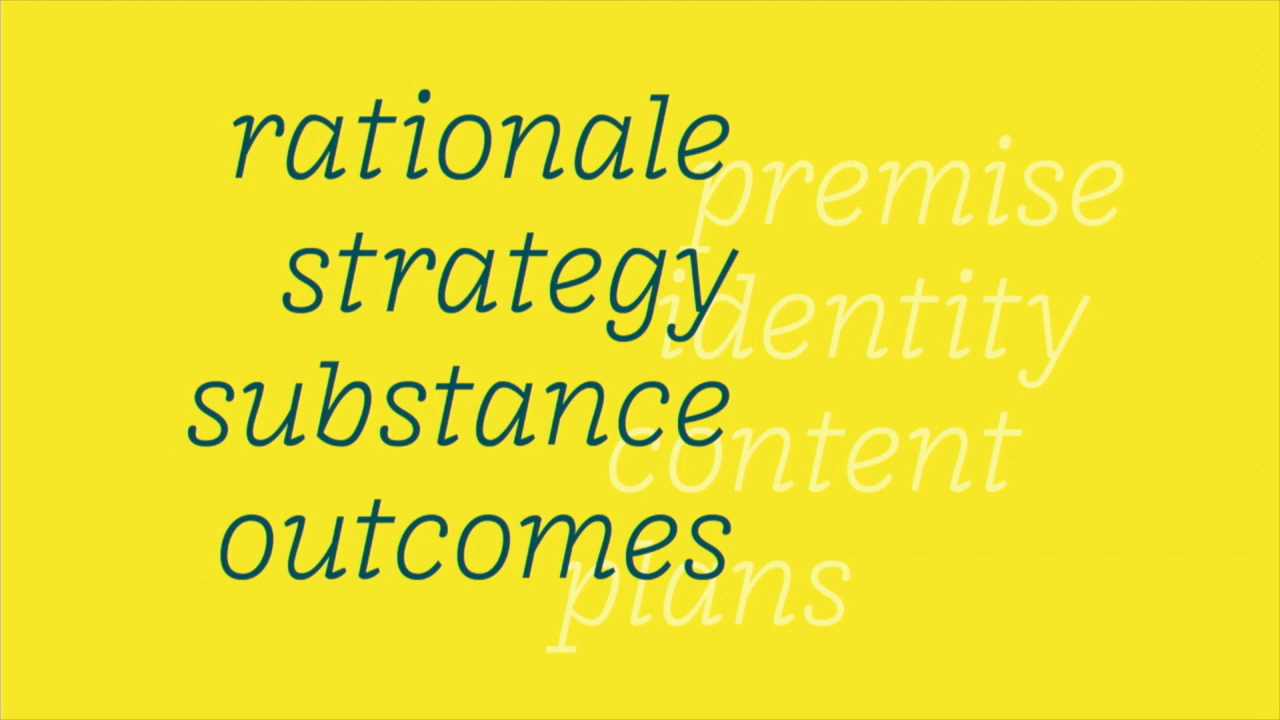 rationale
premise
strategy
identity
substance
content
outcomes
plans